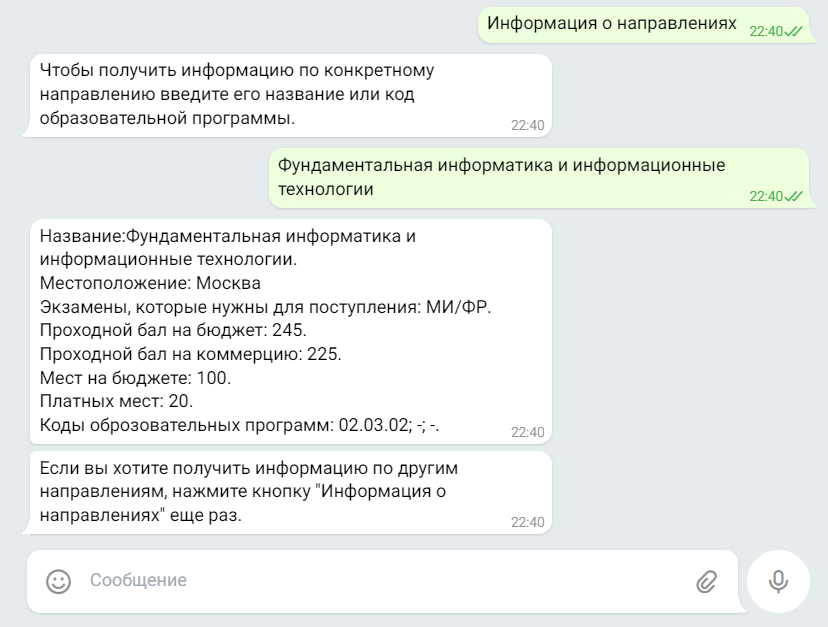 Информация о направлениях
22:40
Чтобы получить информацию по конкретному
направлению введите его название или код
образовательной программы.
22:40
Фундаментальная информатика и информационные
технологии
22:40
Название:Фундаментальная информатика и
информационные технологии.
Местоположение: Москва
Экзамены, которые нужны для поступления: МИ/ФР.
Проходной бал на бюджет: 245.
Проходной бал на коммерцию: 225.
Мест на бюджете: 100.
Платных мест: 20.
Коды оброзовательных программ: 02.03.02; -; -.
22:40
Если вы хотите получить информацию по другим
направлениям, нажмите кнопку "Информация о
направлениях" еще раз.
22:40
Сообщение